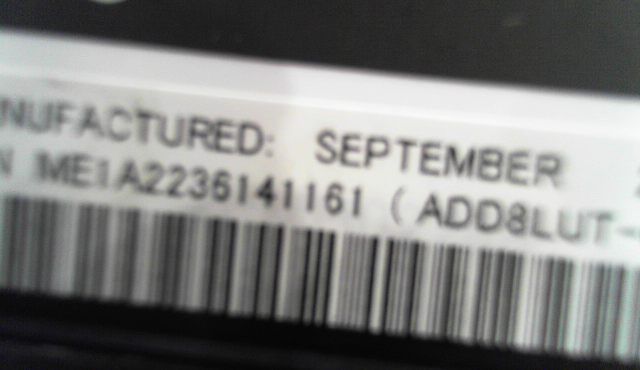 NUFACTURED: SEPTEMBER
N ME1A2236141161 (ADD8LUT-